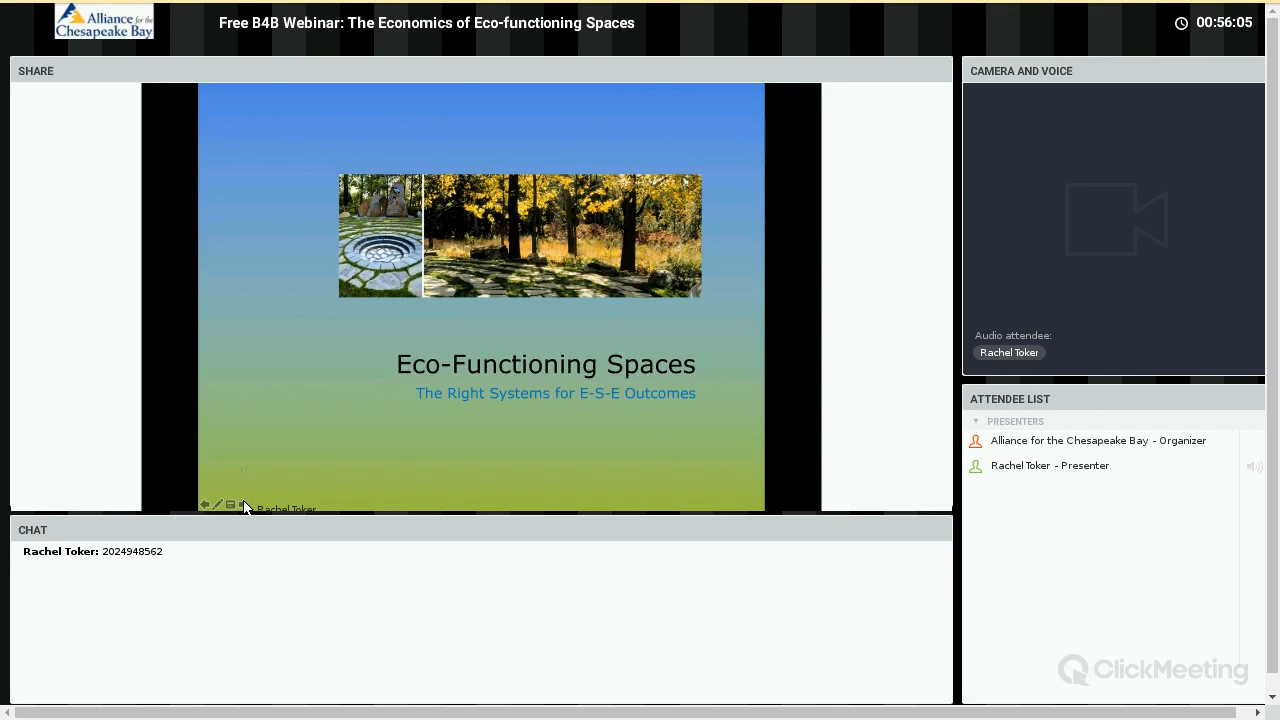 Alliance for the
Chesapeake Bay
Free B4B Webinar: The Economics of Eco-functioning Spaces
00:56:05
SHARE
Eco-Functioning Spaces
The Right Systems for E-S-E Outcomes
Rachel Toker
CHAT
Rachel Toker: 2024948562
CAMERA AND VOICE
Audio attendee:
Rachel Toker
ATTENDEE LIST
PRESENTERS
Alliance for the Chesapeake Bay - Organizer
Rachel Toker - Presenter
ClickMeeting